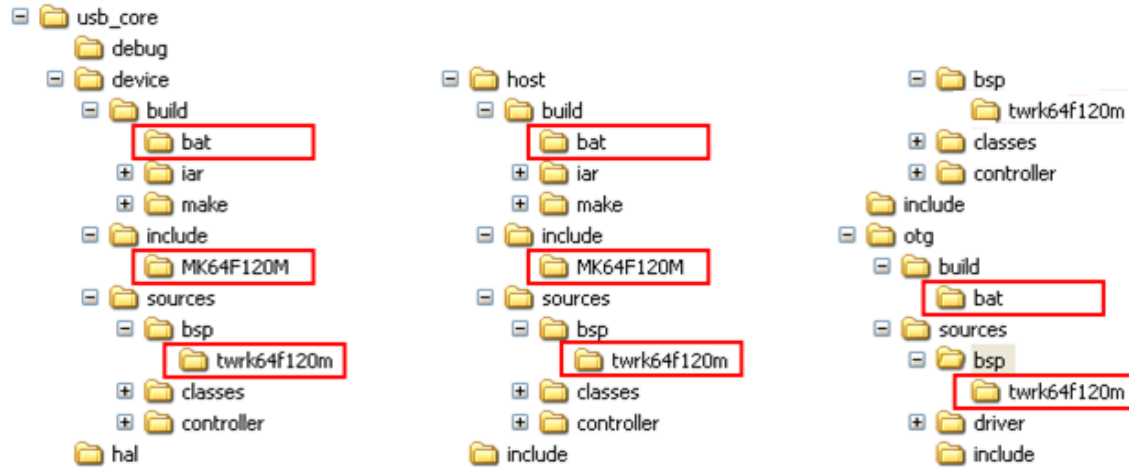 usb_core
debug
device
build
bat
iar
make
include
MK64F120M
sources
bsp
twrk64f120m
classes
controller
hal
host
build
bat
iar
make
include
MK64F120M
sources
bsp
twrk64f120m
classes
controller
include
bsp
twrk64f120m
classes
controller
include
otg
build
bat
sources
bsp
twrk64f120m
driver
include